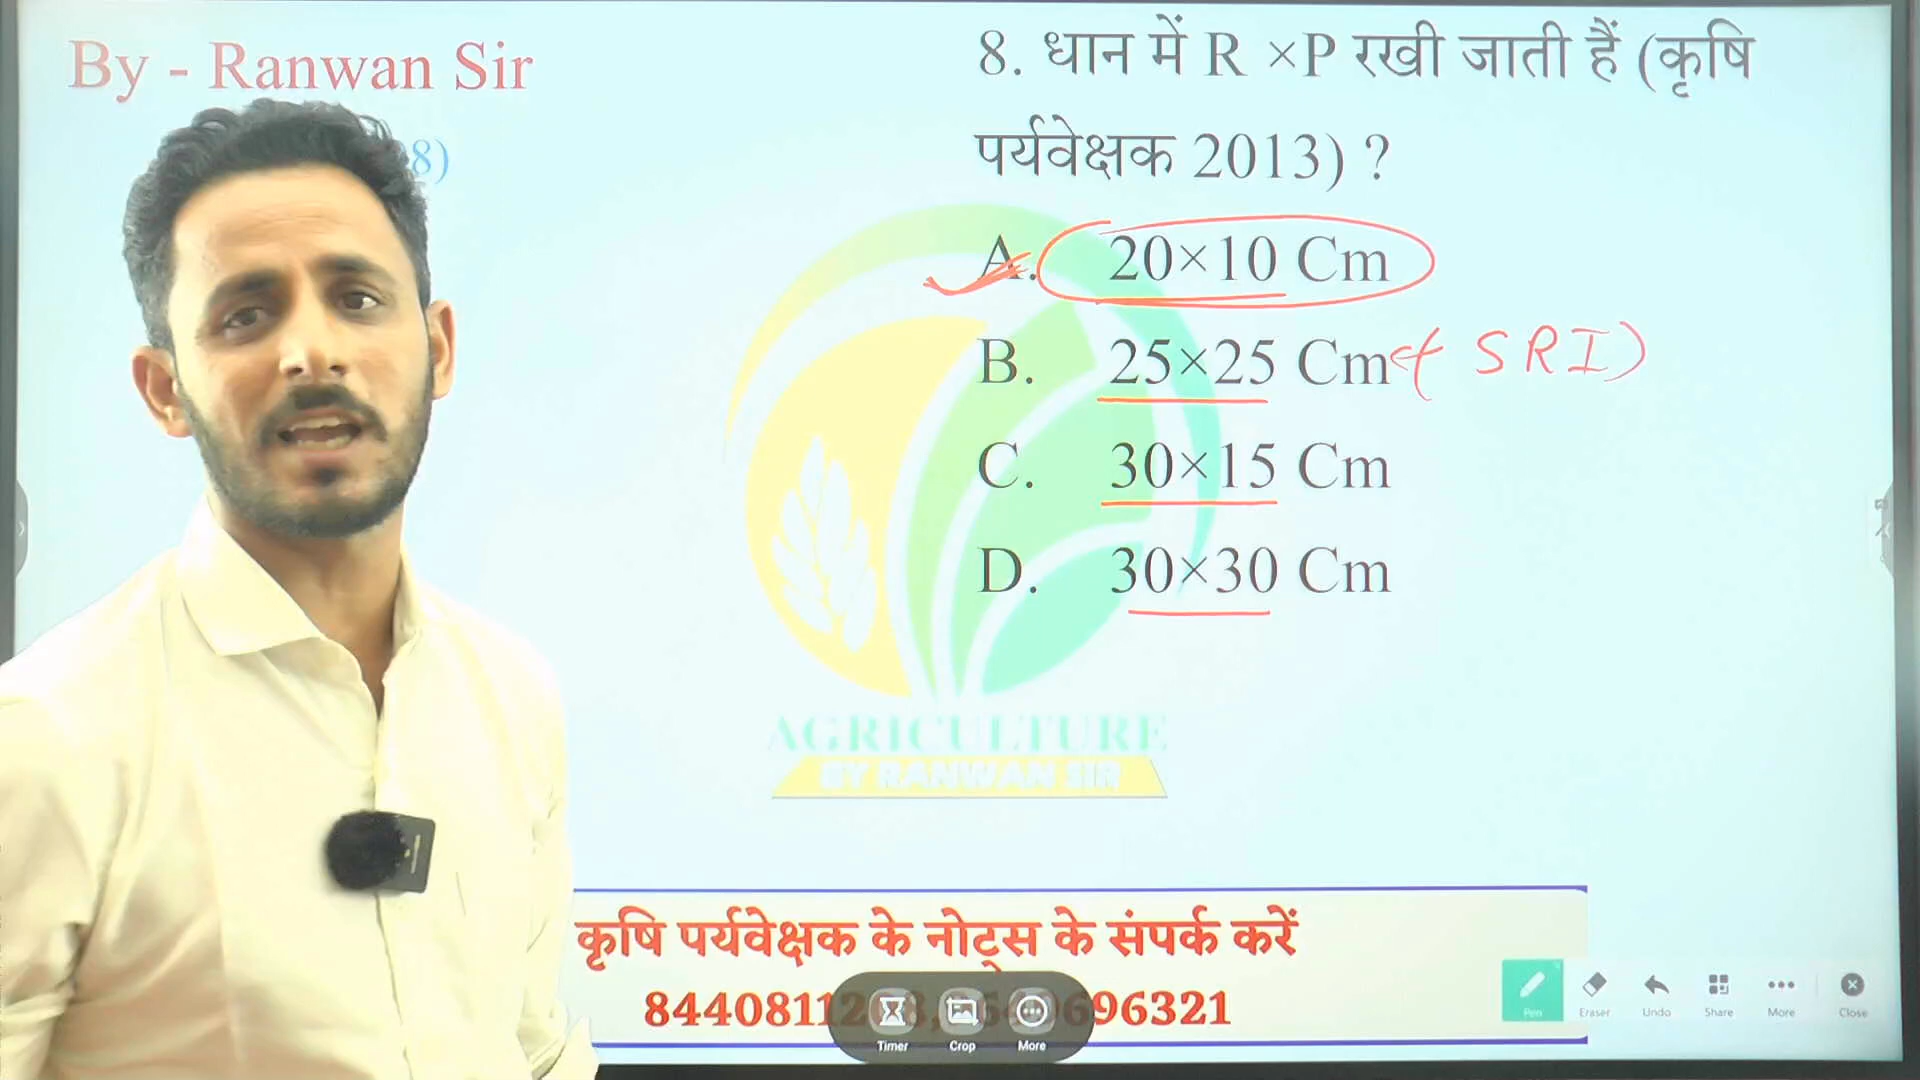 By - Ranwan Sir
8)
8. धान में R ×P रखी जाती हैं (कृषि
पर्यवेक्षक 2013) ?
A. 20×10 Cm
B. 25×25 Cm (SRI)
C. 30×15 Cm
D. 30×30 Cm
AGRICULTURE
BY RANWAN SIR
कृषि पर्यवेक्षक के नोट्स के संपर्क करें
Timer Crop More
Pen Eraser Undo Share More Close